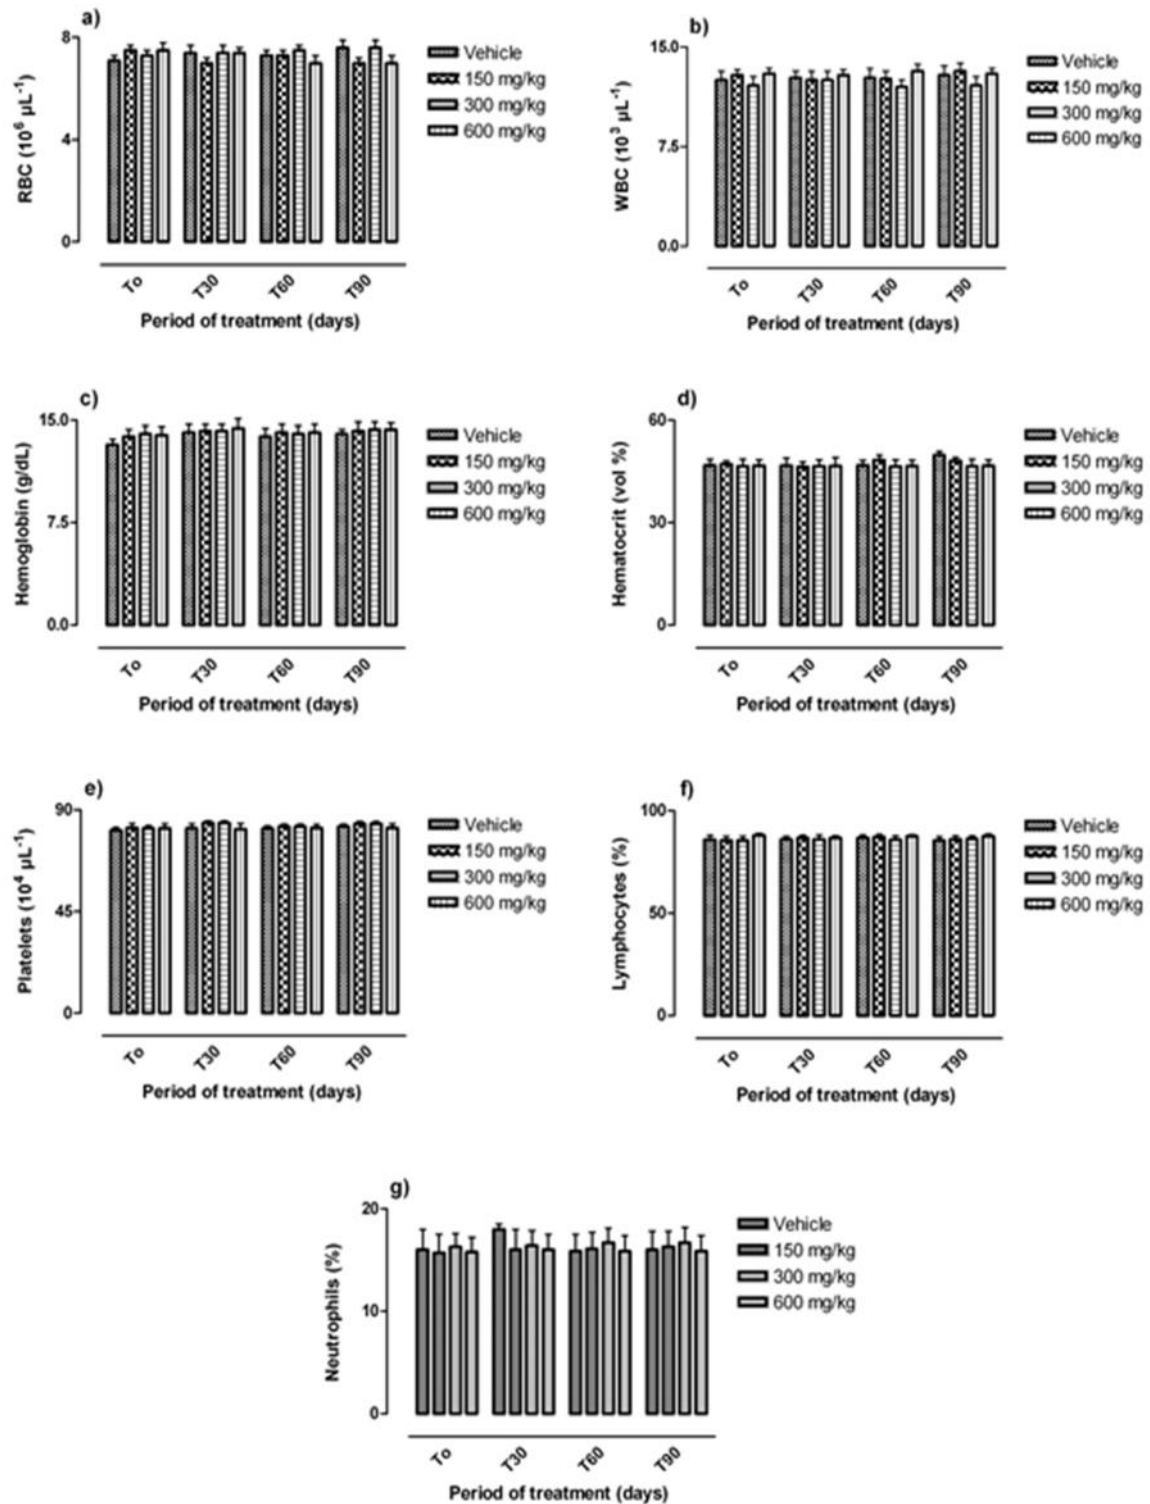 a)
8
4
0
RBC (10⁶ µL⁻¹)
To T30 T60 T90
Period of treatment (days)
Vehicle
150 mg/kg
300 mg/kg
600 mg/kg
b)
15.0
7.5
0.0
WBC (10³ µL⁻¹)
To T30 T60 T90
Period of treatment (days)
Vehicle
150 mg/kg
300 mg/kg
600 mg/kg
c)
15.0
7.5
0.0
Hemoglobin (g/dL)
To T30 T60 T90
Period of treatment (days)
Vehicle
150 mg/kg
300 mg/kg
600 mg/kg
d)
60
30
0
Hematocrit (vol %)
To T30 T60 T90
Period of treatment (days)
Vehicle
150 mg/kg
300 mg/kg
600 mg/kg
e)
90
45
0
Platelets (10⁴ µL⁻¹)
To T30 T60 T90
Period of treatment (days)
Vehicle
150 mg/kg
300 mg/kg
600 mg/kg
f)
100
50
0
Lymphocytes (%)
To T30 T60 T90
Period of treatment (days)
Vehicle
150 mg/kg
300 mg/kg
600 mg/kg
g)
20
10
0
Neutrophils (%)
To T30 T60 T90
Period of treatment (days)
Vehicle
150 mg/kg
300 mg/kg
600 mg/kg